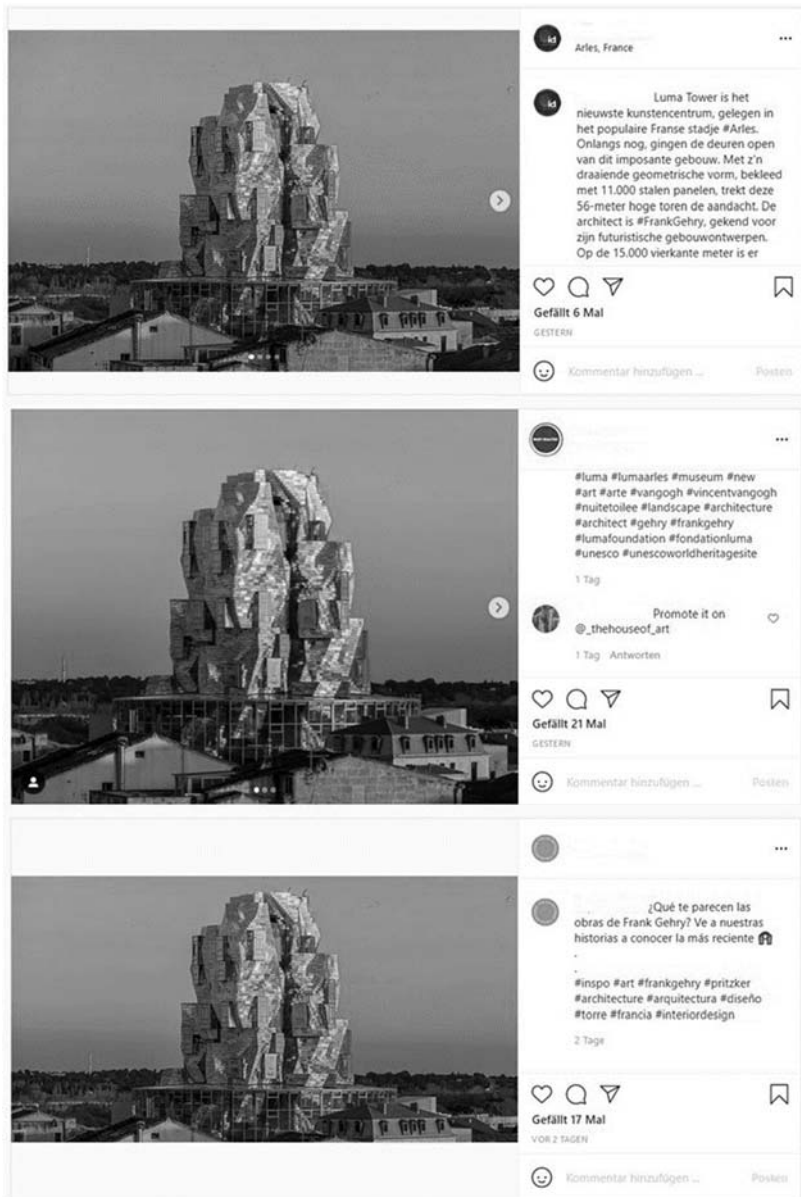 Arles, France
Luma Tower is het
nieuwste kunstencentrum, gelegen in
het populaire Franse stadje #Arles.
Onlangs nog, gingen de deuren open
van dit imposante gebouw. Met z'n
draaiende geometrische vorm, bekleed
met 11.000 stalen panelen, trekt deze
56-meter hoge toren de aandacht. De
architect is #FrankGehry, gekend voor
zijn futuristische gebouwontwerpen.
Op de 15.000 vierkante meter is er
Gefällt 6 Mal
GESTERN
Kommentar hinzufügen ... Posten
#luma #lumaarles #museum #new
#art #arte #vangogh #vincentvangogh
#nuitetoilee #landscape #architecture
#architect #gehry #frankgehry
#lumafoundation #fondationluma
#unesco #unescoworldheritagesite
1 Tag
Promote it on
@_thehouseof_art
1 Tag Antworten
Gefällt 21 Mal
GESTERN
Kommentar hinzufügen ... Posten
¿Qué te parecen las
obras de Frank Gehry? Ve a nuestras
historias a conocer la más reciente
.
.
#inspo #art #frankgehry #pritzker
#architecture #arquitectura #diseño
#torre #francia #interiordesign
2 Tage
Gefällt 17 Mal
VOR 2 TAGEN
Kommentar hinzufügen ... Posten